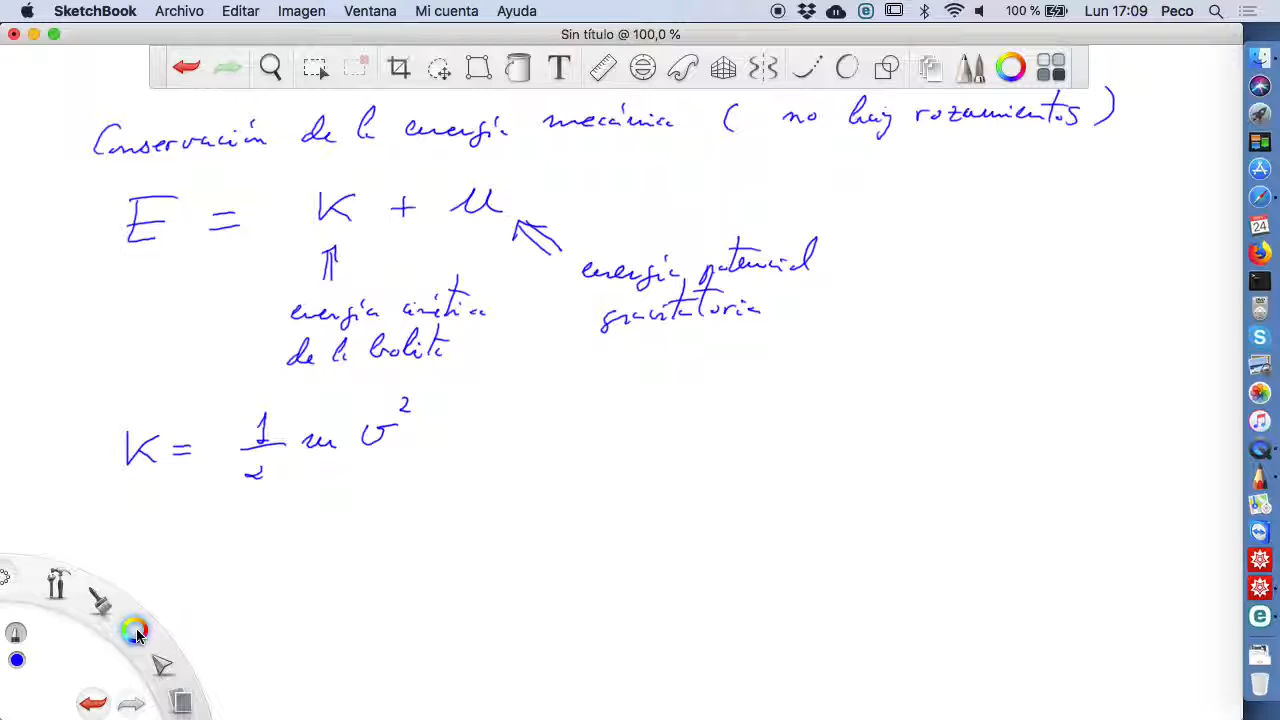 SketchBook Archivo Editar Imagen Ventana Mi cuenta Ayuda 100 % Lun 17:09 Peco
Sin título @ 100,0 %
Conservación de la energía mecánica ( no hay rozamientos )
E = K + U
energía potencial
gravitatoria
energía cinética
de la bolita
K = 1/2 m v²
24